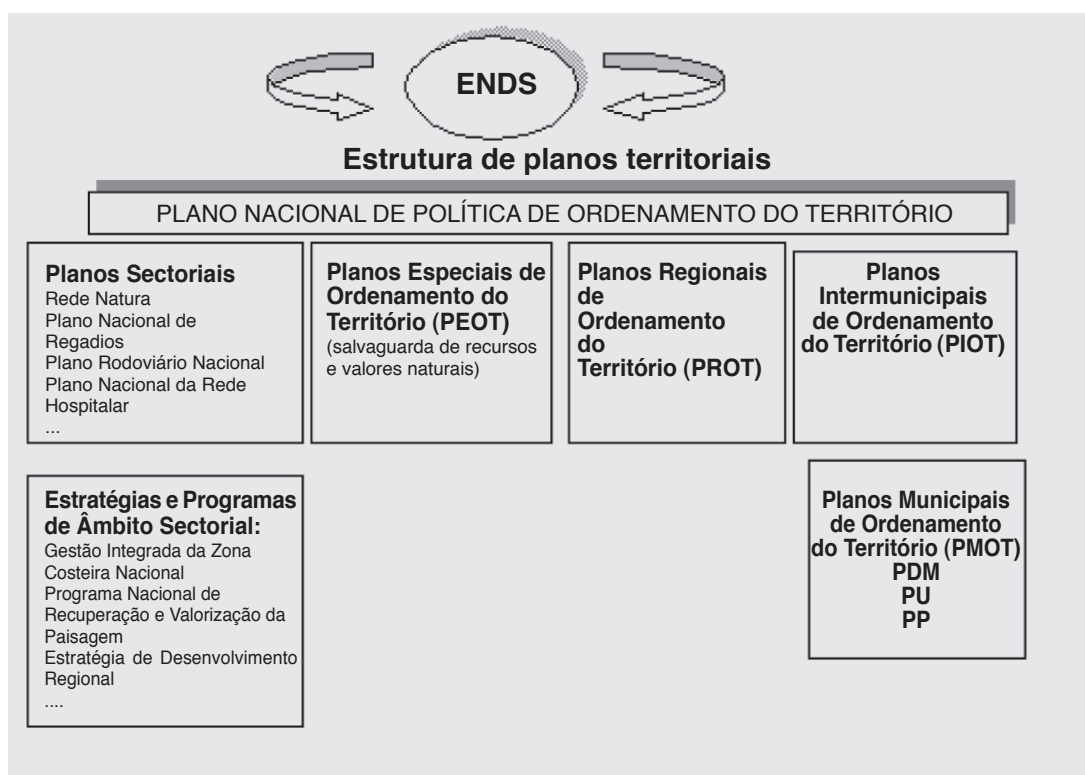 ENDS
Estrutura de planos territoriais
PLANO NACIONAL DE POLÍTICA DE ORDENAMENTO DO TERRITÓRIO
Planos Sectoriais
Rede Natura
Plano Nacional de
Regadios
Plano Rodoviário Nacional
Plano Nacional da Rede
Hospitalar
...
Planos Especiais de
Ordenamento do
Território (PEOT)
(salvaguarda de recursos
e valores naturais)
Planos Regionais
de
Ordenamento
do
Território (PROT)
Planos
Intermunicipais
de Ordenamento
do Território (PIOT)
Estratégias e Programas
de Âmbito Sectorial:
Gestão Integrada da Zona
Costeira Nacional
Programa Nacional de
Recuperação e Valorização da
Paisagem
Estratégia de Desenvolvimento
Regional
....
Planos Municipais
de Ordenamento
do Território (PMOT)
PDM
PU
PP